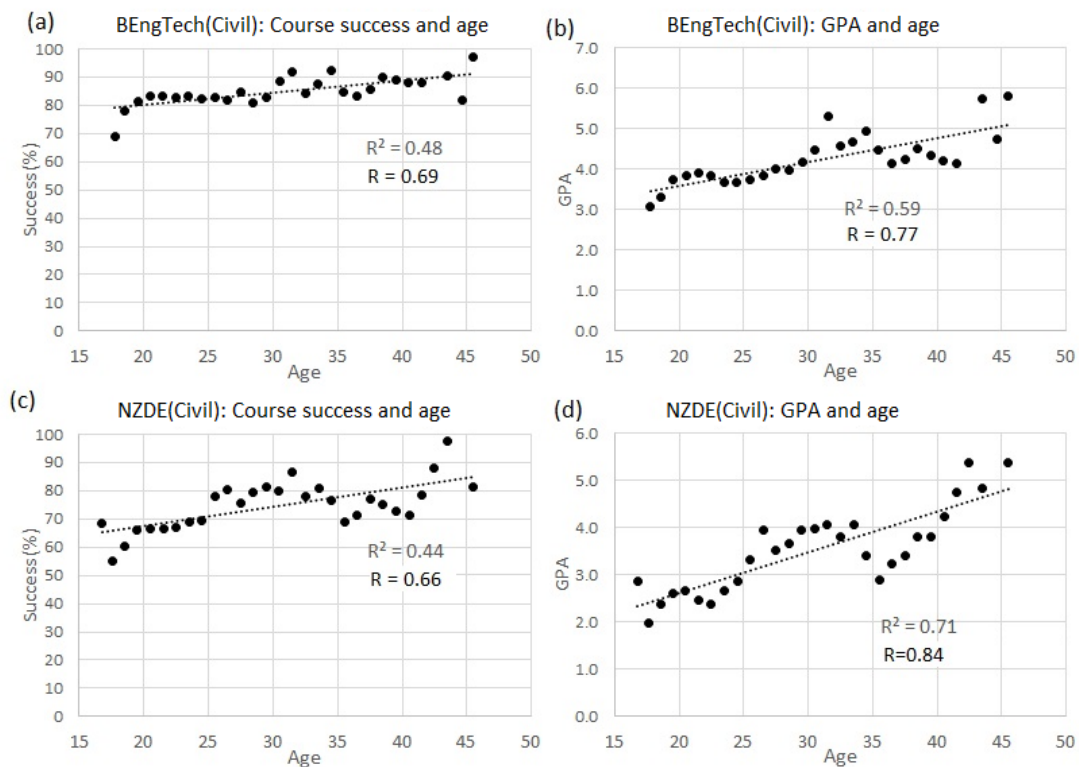 (a) BEngTech(Civil): Course success and age
100
90
80
70
60
50
40
30
20
10
0
Success (%)
R² = 0.48
R = 0.69
15 20 25 30 35 40 45 50
Age
(b) BEngTech(Civil): GPA and age
7.0
6.0
5.0
4.0
3.0
2.0
1.0
0.0
GPA
R² = 0.59
R = 0.77
15 20 25 30 35 40 45 50
Age
(c) NZDE(Civil): Course success and age
100
90
80
70
60
50
40
30
20
10
0
Success (%)
R² = 0.44
R = 0.66
15 20 25 30 35 40 45 50
Age
(d) NZDE(Civil): GPA and age
6.0
5.0
4.0
3.0
2.0
1.0
0.0
GPA
R² = 0.71
R=0.84
15 20 25 30 35 40 45 50
Age